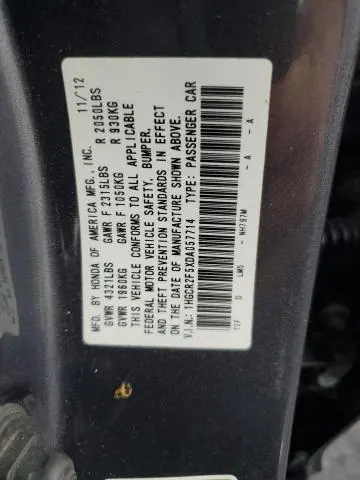 MFD BY HONDA OF AMERICA MFG., INC. 11/12
GVWR 4321LBS GAWR F 2315LBS R 2050LBS
GVWR 1960KG GAWR F 1050KG R 930KG
THIS VEHICLE CONFORMS TO ALL APPLICABLE
FEDERAL MOTOR VEHICLE SAFETY, BUMPER,
AND THEFT PREVENTION STANDARDS IN EFFECT
ON THE DATE OF MANUFACTURE SHOWN ABOVE.
V.I.N.: 1HGCR2F5XDA057714 TYPE: PASSENGER CAR
NH797M - A
D LM5 - A